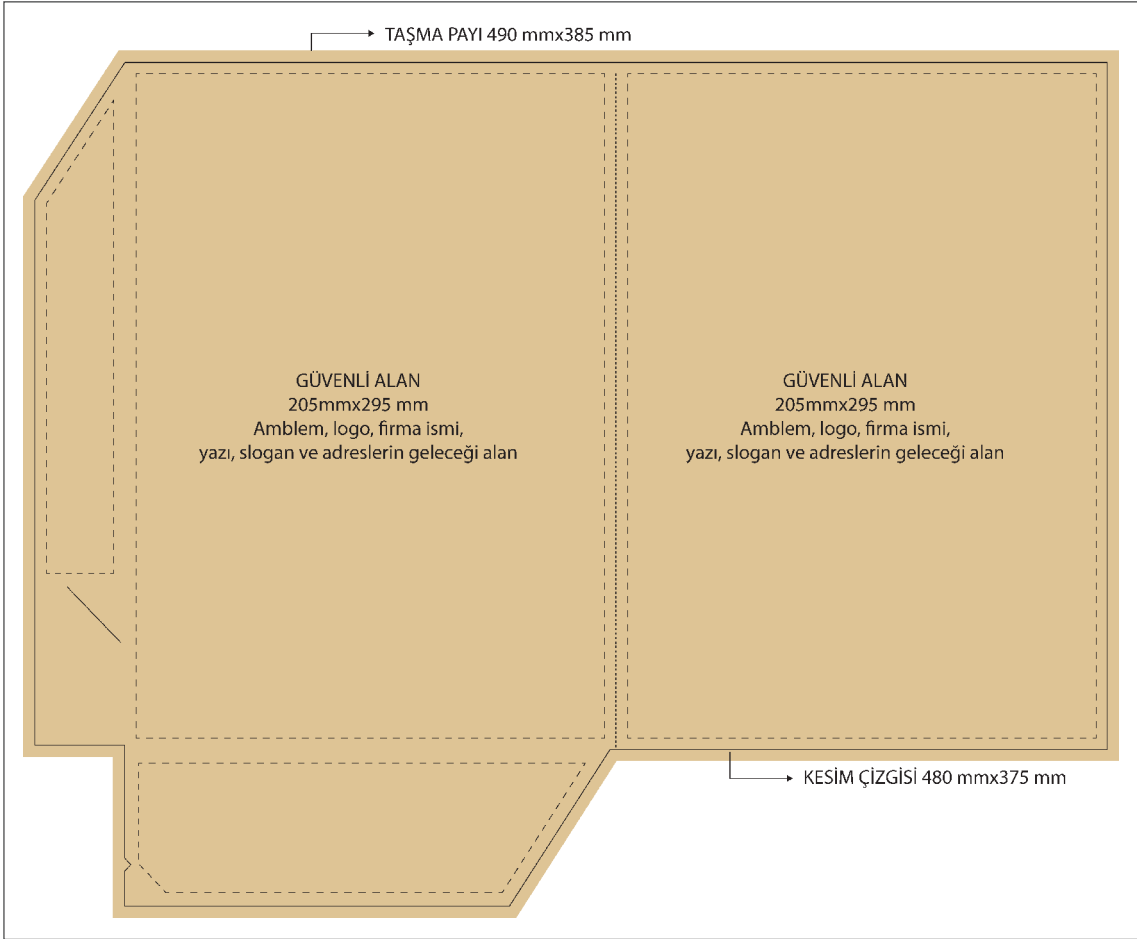 TAŞMA PAYI 490 mmx385 mm
GÜVENLİ ALAN
205mmx295 mm
Amblem, logo, firma ismi,
yazı, slogan ve adreslerin geleceği alan
GÜVENLİ ALAN
205mmx295 mm
Amblem, logo, firma ismi,
yazı, slogan ve adreslerin geleceği alan
KESİM ÇİZGİSİ 480 mmx375 mm